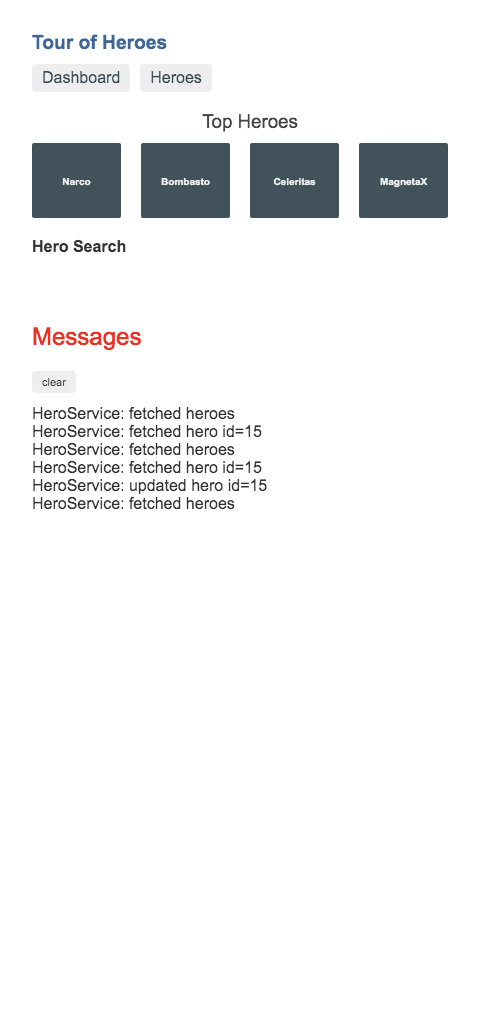 Tour of Heroes
Dashboard Heroes
Top Heroes
Narco Bombasto Celeritas MagnetaX
Hero Search
Messages
clear
HeroService: fetched heroes
HeroService: fetched hero id=15
HeroService: fetched heroes
HeroService: fetched hero id=15
HeroService: updated hero id=15
HeroService: fetched heroes